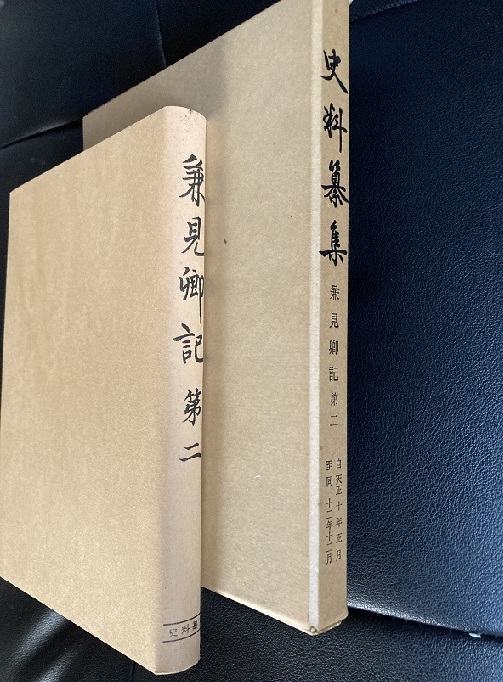 史料纂集
兼見卿記 第二
自天正十年正月
至同十二年十二月
兼見卿記 第二
史料纂